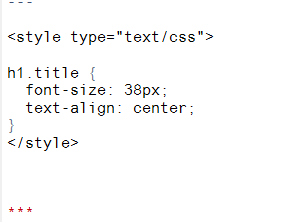 ---
<style type="text/css">
h1.title {
  font-size: 38px;
  text-align: center;
}
</style>
***